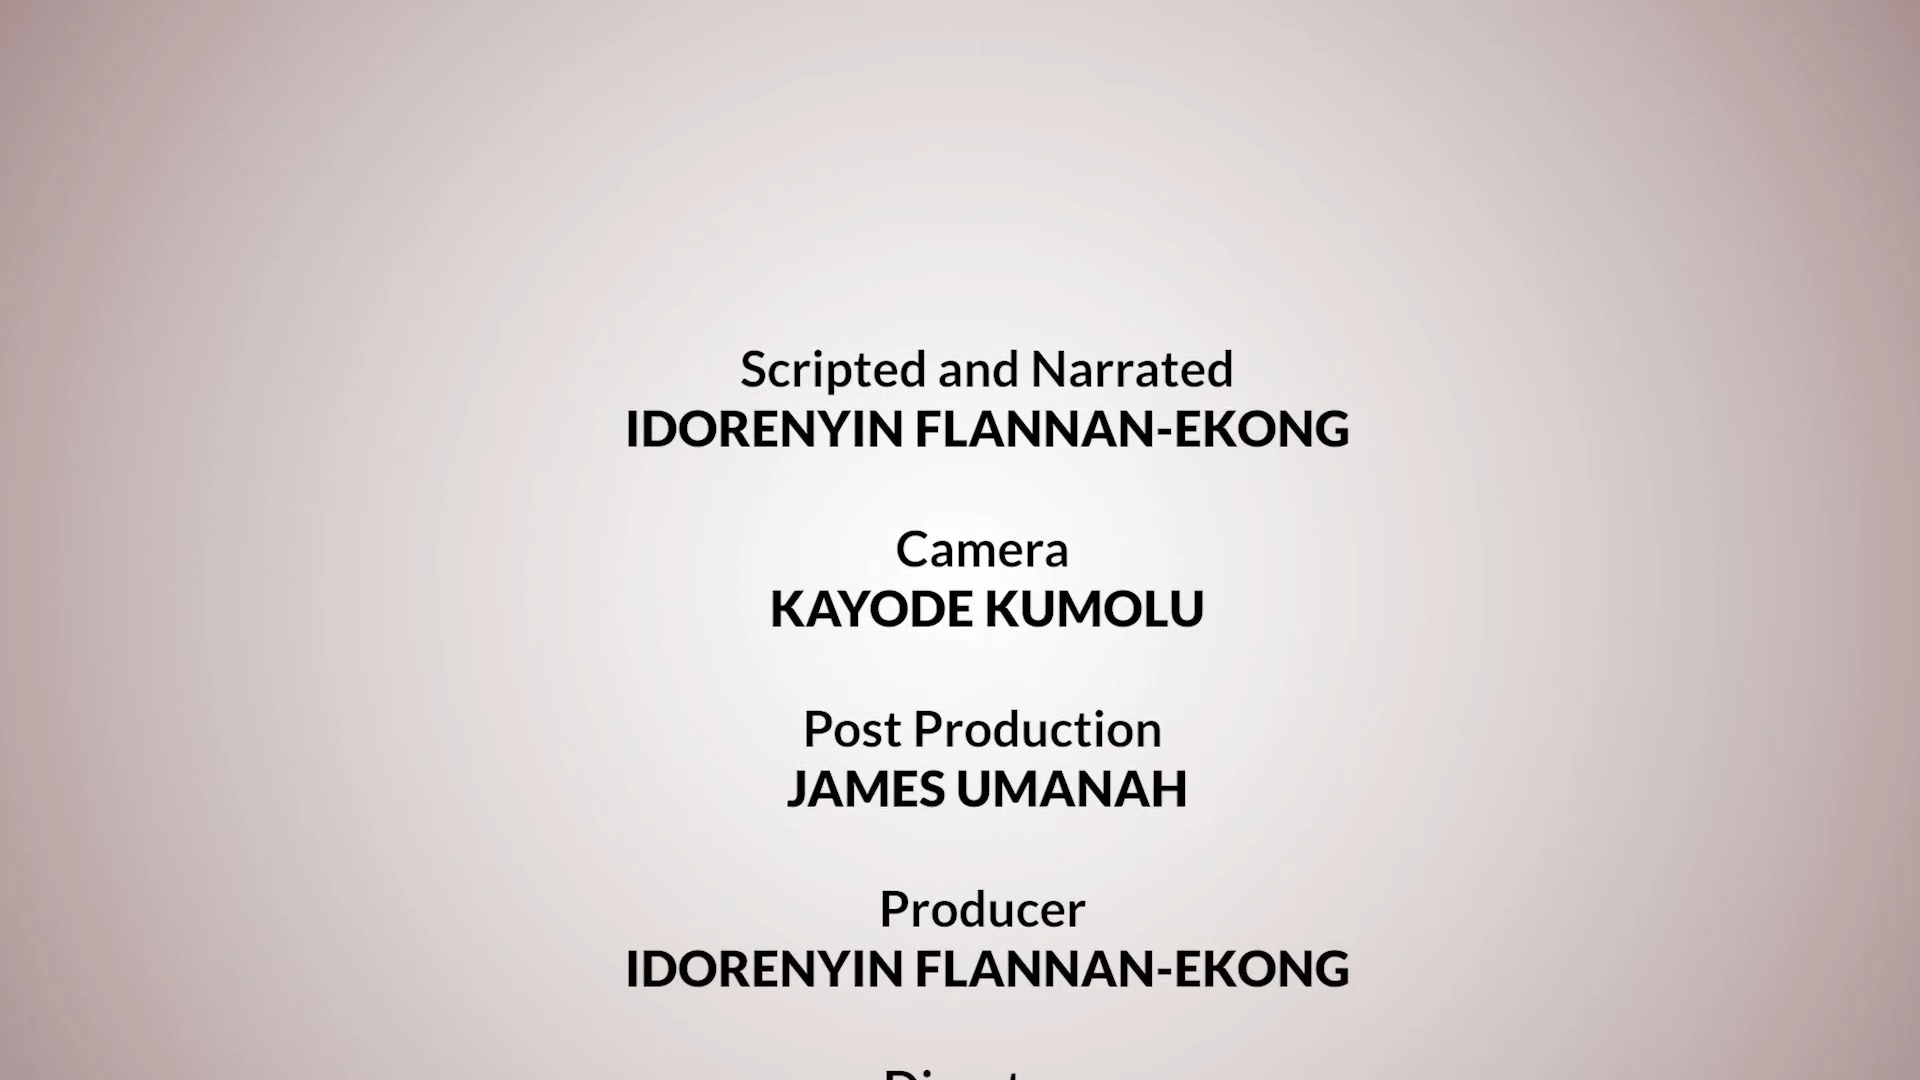 Scripted and Narrated
IDORENYIN FLANNAN-EKONG
Camera
KAYODE KUMOLU
Post Production
JAMES UMANAH
Producer
IDORENYIN FLANNAN-EKONG